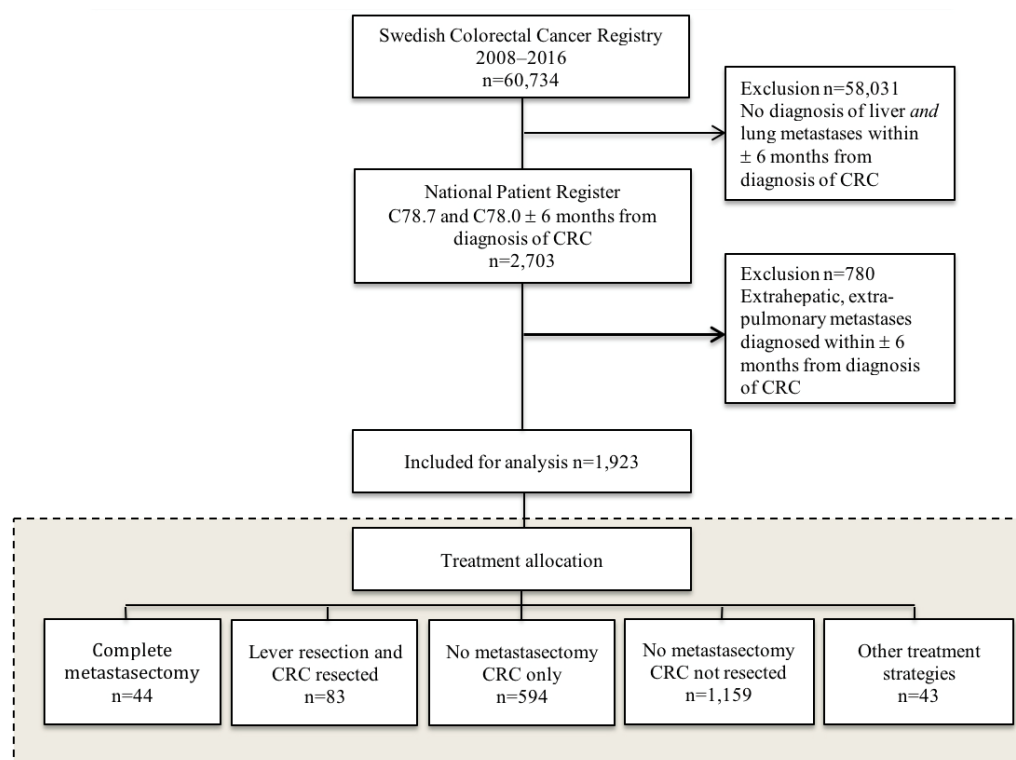 Swedish Colorectal Cancer Registry
2008–2016
n=60,734
Exclusion n=58,031
No diagnosis of liver and
lung metastases within
± 6 months from
diagnosis of CRC
National Patient Register
C78.7 and C78.0 ± 6 months from
diagnosis of CRC
n=2,703
Exclusion n=780
Extrahepatic, extra-
pulmonary metastases
diagnosed within ± 6
months from diagnosis
of CRC
Included for analysis n=1,923
Treatment allocation
Complete
metastasectomy
n=44
Lever resection and
CRC resected
n=83
No metastasectomy
CRC only
n=594
No metastasectomy
CRC not resected
n=1,159
Other treatment
strategies
n=43